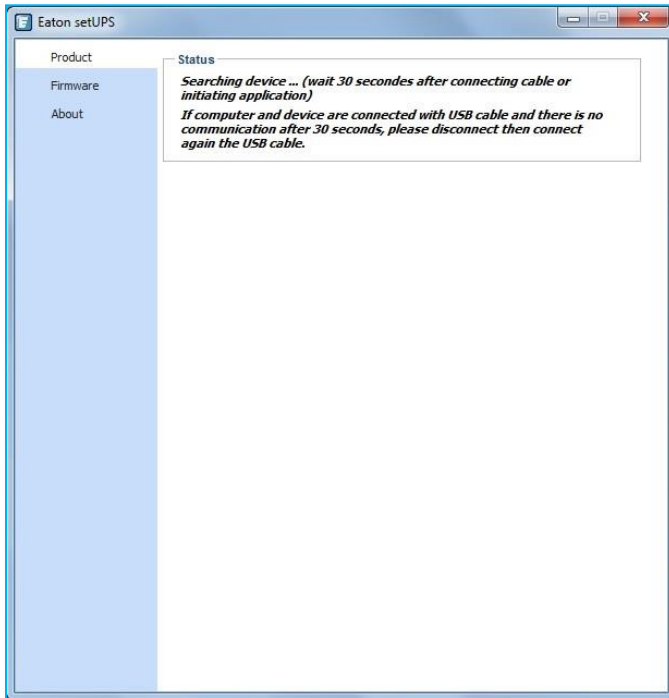 Eaton setUPS
Product
Firmware
About
Status
Searching device ... (wait 30 secondes after connecting cable or
initiating application)
If computer and device are connected with USB cable and there is no
communication after 30 seconds, please disconnect then connect
again the USB cable.